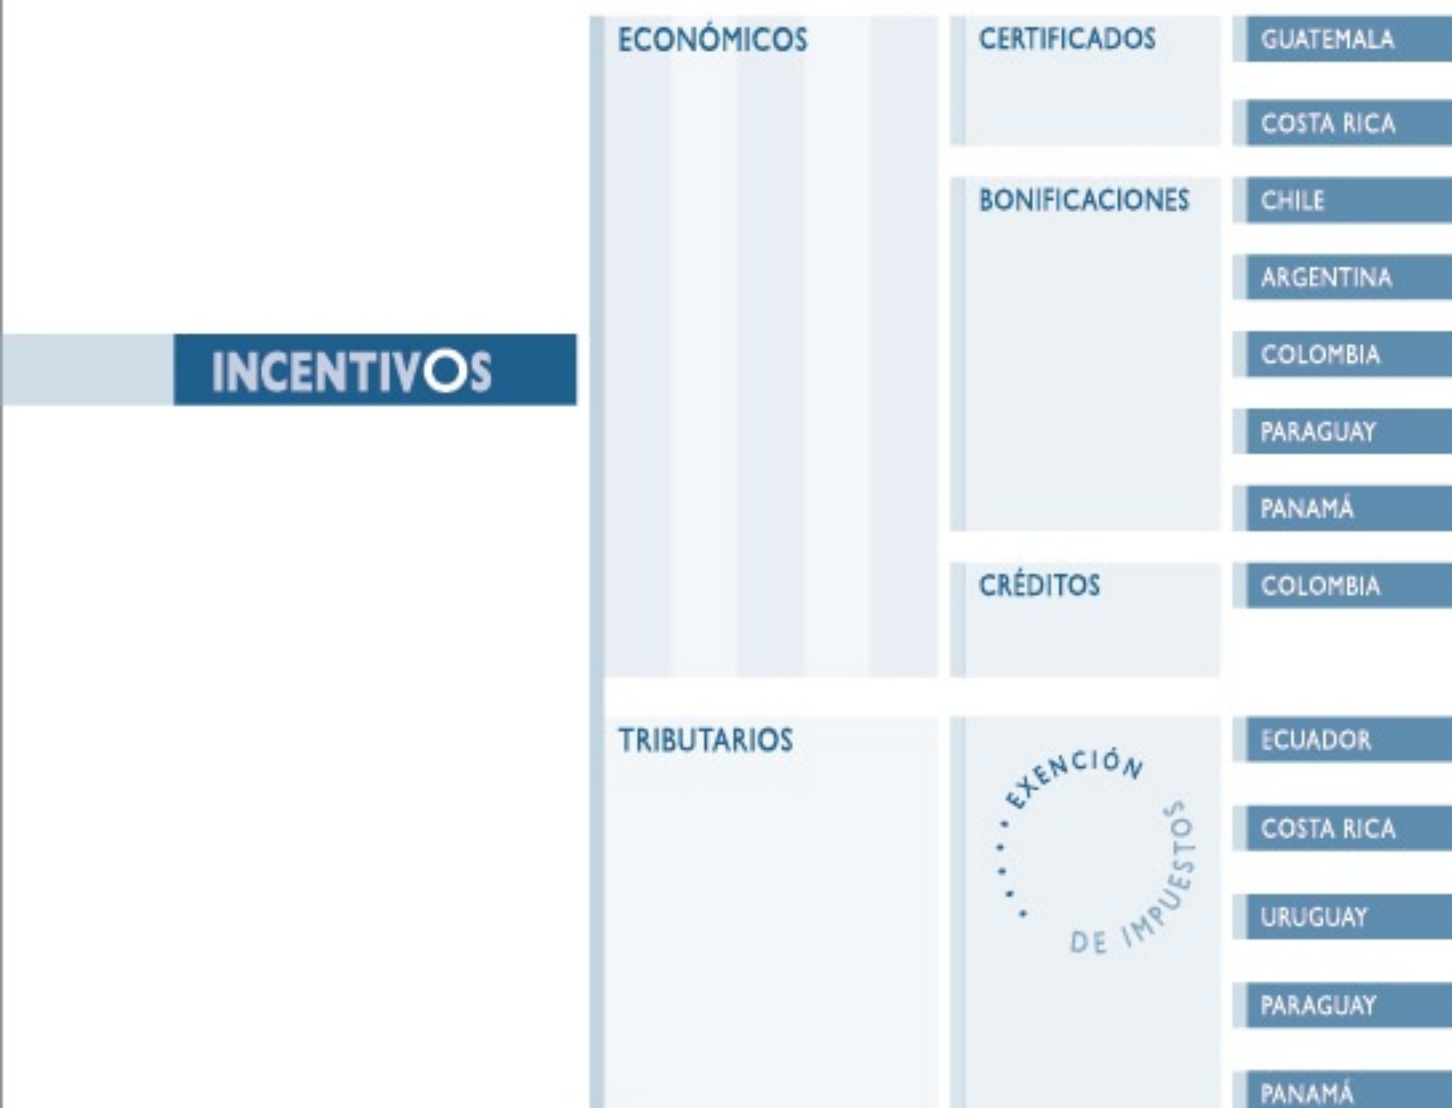 INCENTIVOS
ECONÓMICOS
CERTIFICADOS
GUATEMALA
COSTA RICA
BONIFICACIONES
CHILE
ARGENTINA
COLOMBIA
PARAGUAY
PANAMÁ
CRÉDITOS
COLOMBIA
TRIBUTARIOS
EXENCIÓN
DE IMPUESTOS
ECUADOR
COSTA RICA
URUGUAY
PARAGUAY
PANAMÁ